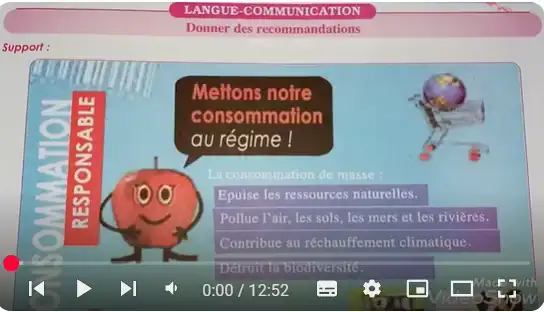 LANGUE-COMMUNICATION
Donner des recommandations
Support :
CONSOMMATION
RESPONSABLE
Mettons notre
consommation
au régime !
La consommation de masse :
Epuise les ressources naturelles.
Pollue l'air, les sols, les mers et les rivières.
Contribue au réchauffement climatique.
Détruit la biodiversité.
0:00 / 12:52
Made with
VideoShow